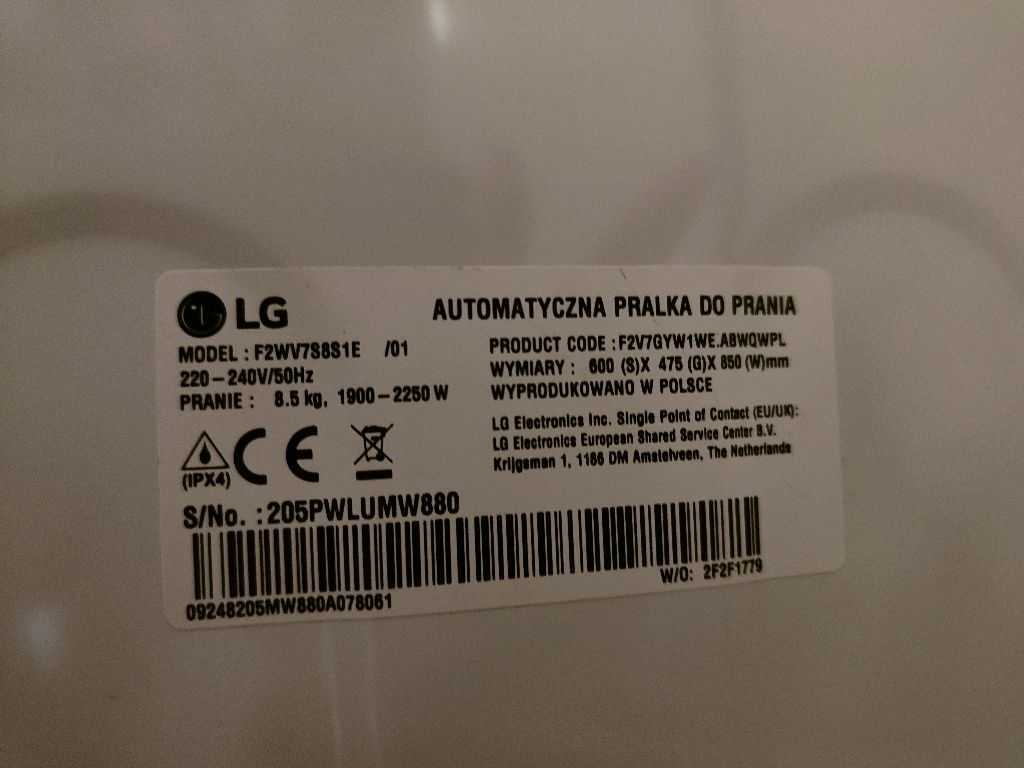 LG
AUTOMATYCZNA PRALKA DO PRANIA
MODEL : F2WV7S8S1E /01
220-240V/50Hz
PRANIE : 8.5 kg, 1900-2250 W
PRODUCT CODE : F2V7GYW1WE.ABWQWPL
WYMIARY : 600 (S)X 475 (G)X 850 (W)mm
WYPRODUKOWANO W POLSCE
LG Electronics Inc. Single Point of Contact (EU/UK):
LG Electronics European Shared Service Center B.V.
Krijgsman 1, 1186 DM Amstelveen, The Netherlands
CE
(IPX4)
S/No. : 205PWLUMW880
W/O: 2F2F1779
09248205MW880A078061